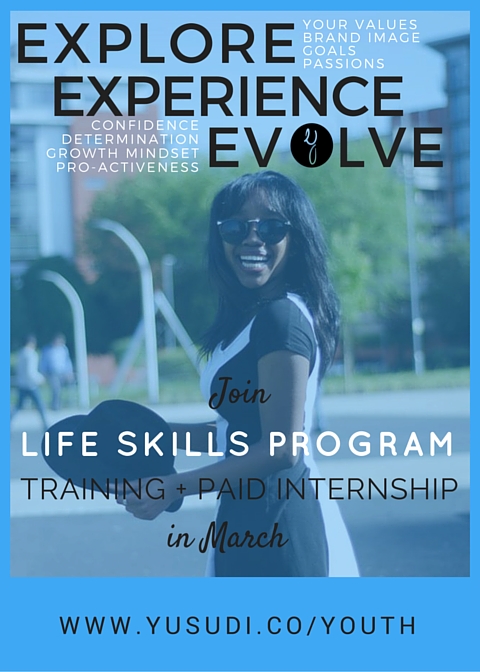 EXPLORE
YOUR VALUES
BRAND IMAGE
GOALS
PASSIONS
EXPERIENCE
CONFIDENCE
DETERMINATION
GROWTH MINDSET
PRO-ACTIVENESS
EVYLVE
Join
LIFE SKILLS PROGRAM
TRAINING + PAID INTERNSHIP
in March
WWW.YUSUDI.CO/YOUTH